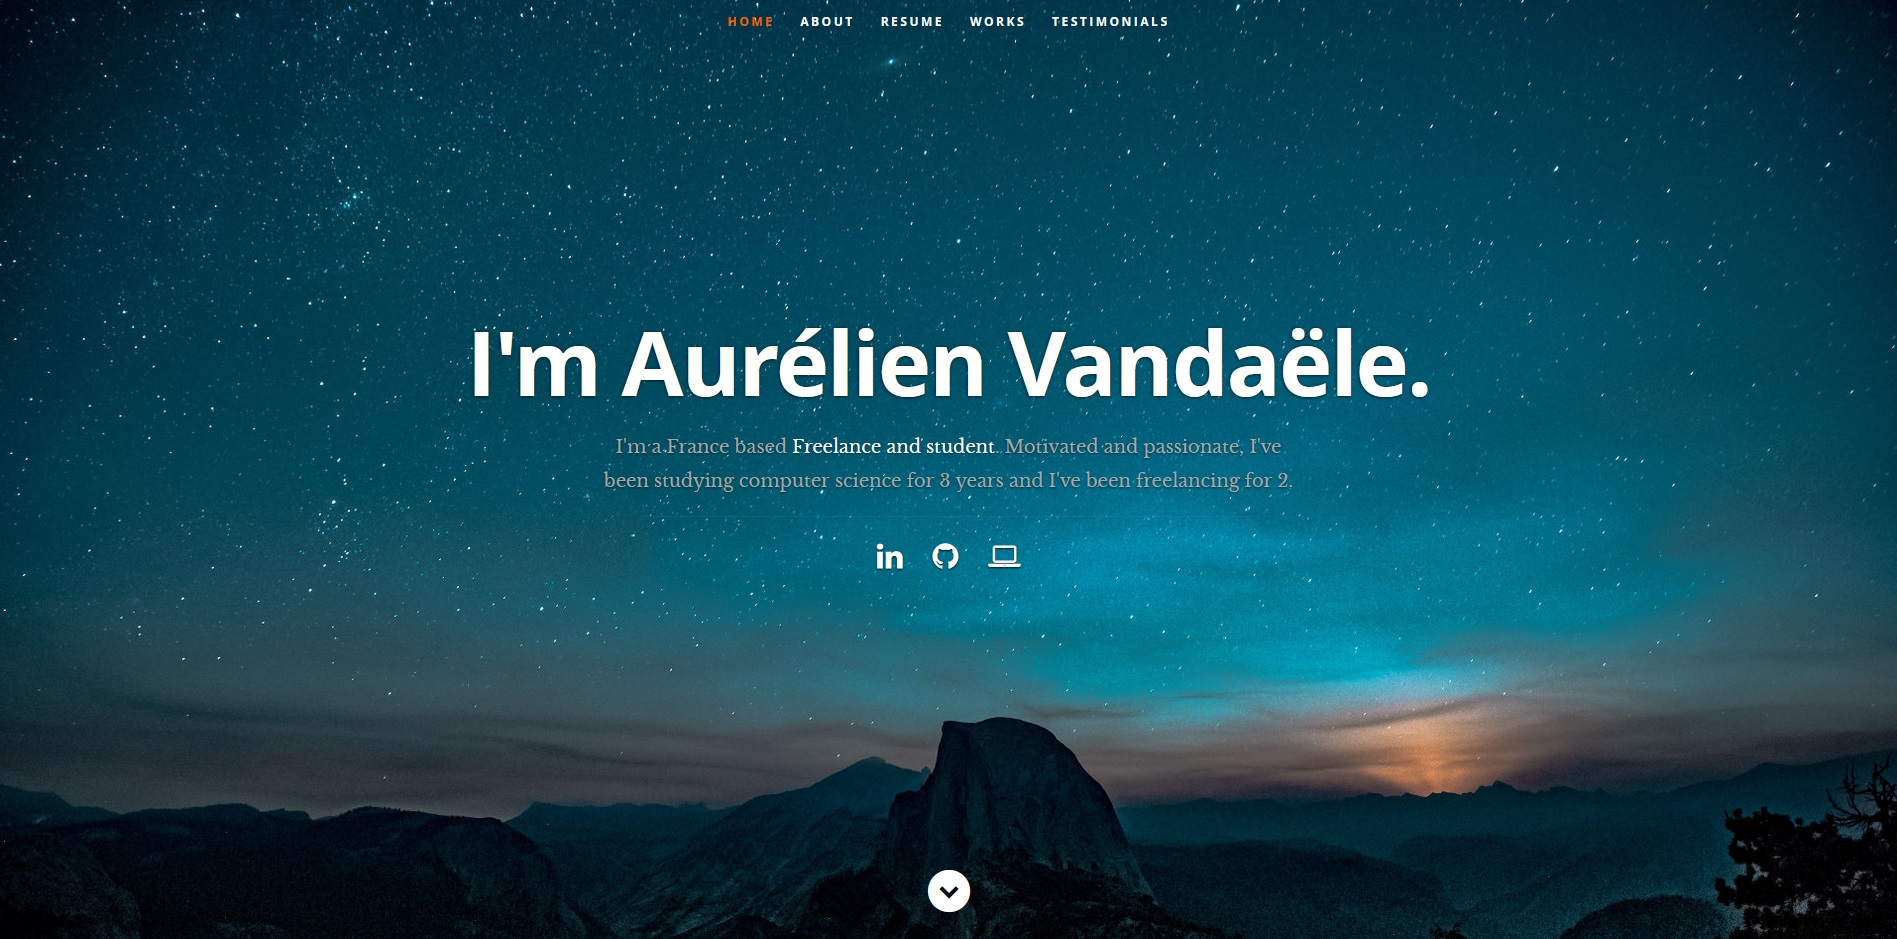 HOME ABOUT RESUME WORKS TESTIMONIALS
I'm Aurélien Vandaële.
I'm a France based Freelance and student. Motivated and passionate, I've
been studying computer science for 3 years and I've been freelancing for 2.
in